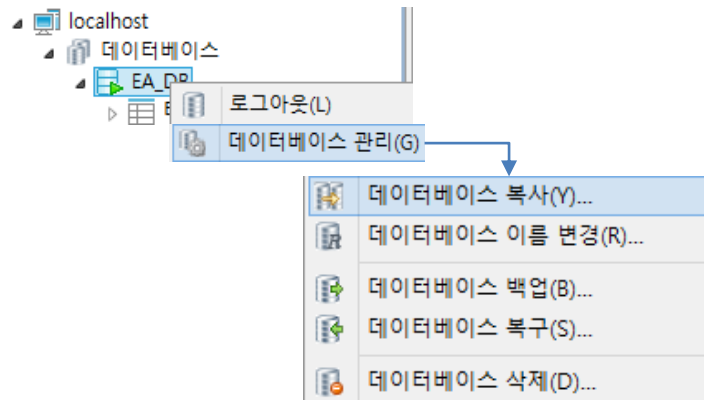 localhost
데이터베이스
EA_DB
로그아웃(L)
데이터베이스 관리(G)
데이터베이스 복사(Y)...
데이터베이스 이름 변경(R)...
데이터베이스 백업(B)...
데이터베이스 복구(S)...
데이터베이스 삭제(D)...